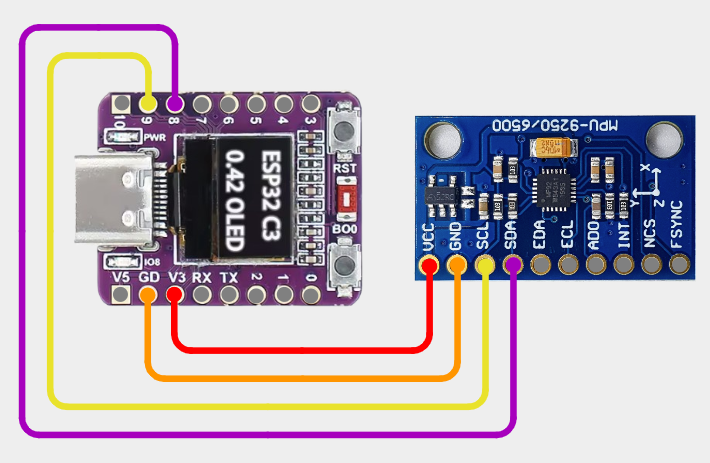 10 9 8 7 6 5 4 3
PWR
RST
ESP32 C3
0.42 OLED
BO0
IO8
V5 GD V3 RX TX 2 1 0
MPU-9250/6500
X
Y
Z
VCC GND SCL SDA EDA ECL ADO INT NCS FSYNC